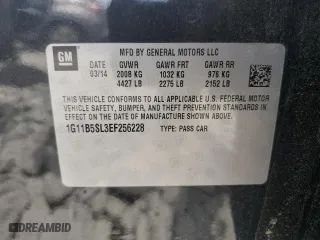 GM
MFD BY GENERAL MOTORS LLC
DATE GVWR GAWR FRT GAWR RR
03/14 2008 KG 1032 KG 976 KG
4427 LB 2275 LB 2152 LB
THIS VEHICLE CONFORMS TO ALL APPLICABLE U.S. FEDERAL MOTOR
VEHICLE SAFETY, BUMPER, AND THEFT PREVENTION STANDARDS IN
EFFECT ON THE DATE OF MANUFACTURE SHOWN ABOVE.
1G11B5SL3EF256228 TYPE: PASS CAR